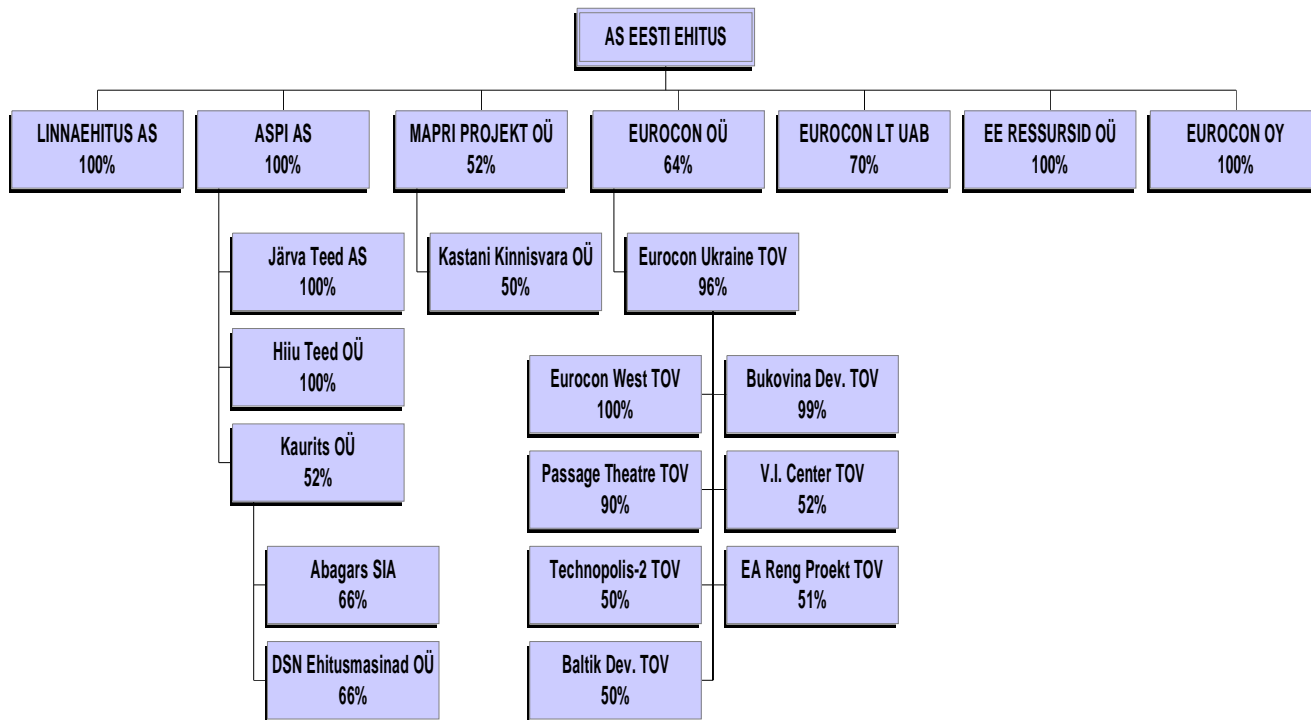 AS EESTI EHITUS
LINNAEHITUS AS
100%
ASPI AS
100%
MAPRI PROJEKT OÜ
52%
EUROCON OÜ
64%
EUROCON LT UAB
70%
EE RESSURSID OÜ
100%
EUROCON OY
100%
Järva Teed AS
100%
Hiiu Teed OÜ
100%
Kaurits OÜ
52%
Abagars SIA
66%
DSN Ehitusmasinad OÜ
66%
Kastani Kinnisvara OÜ
50%
Eurocon Ukraine TOV
96%
Eurocon West TOV
100%
Bukovina Dev. TOV
99%
Passage Theatre TOV
90%
V.I. Center TOV
52%
Technopolis-2 TOV
50%
EA Reng Proekt TOV
51%
Baltik Dev. TOV
50%